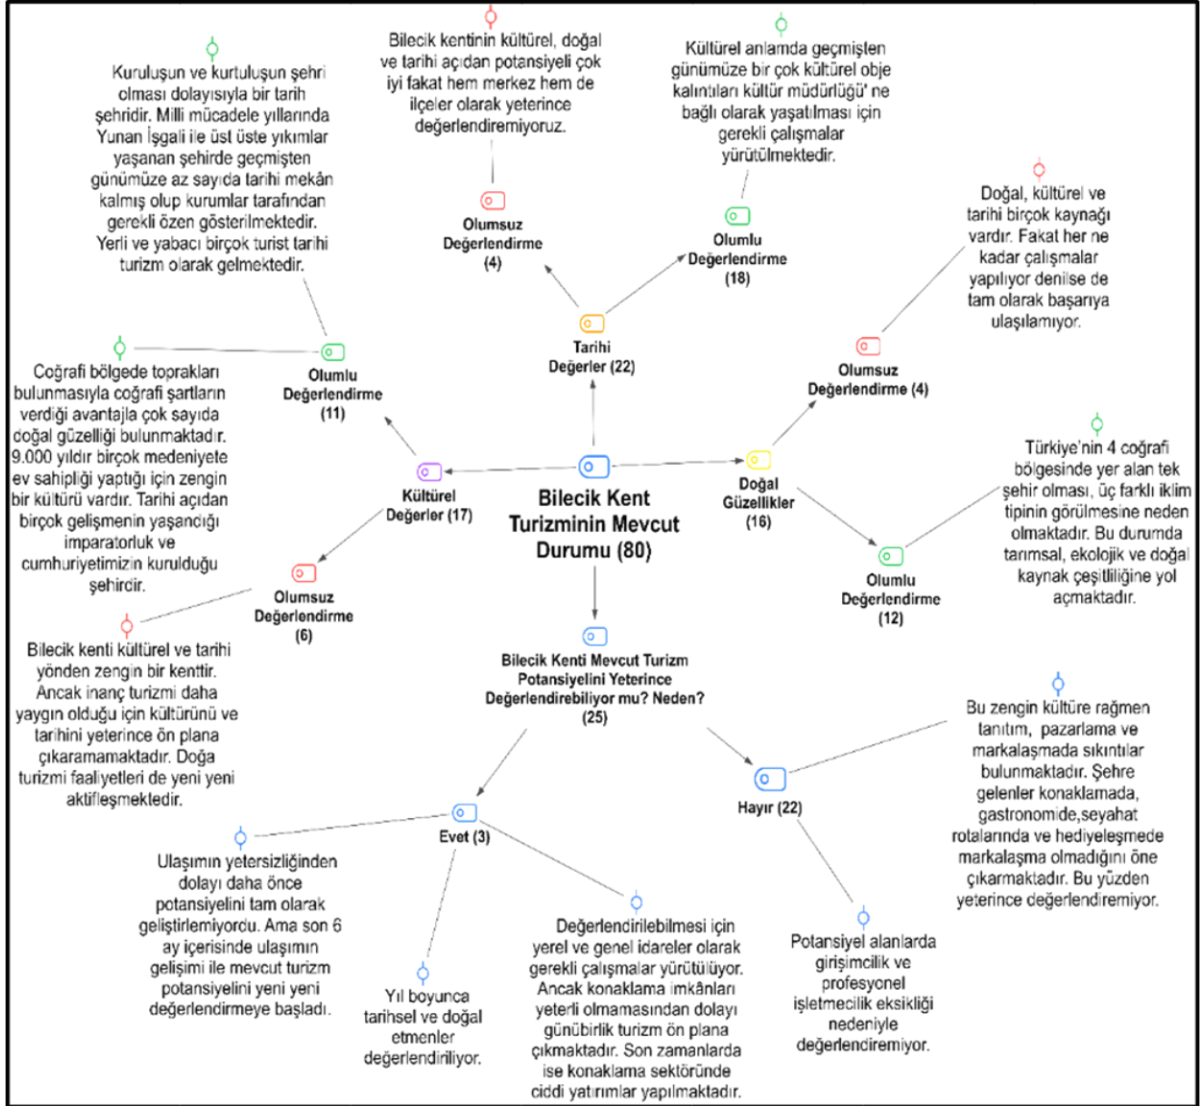 Kuruluşun ve kurtuluşun şehri
olması dolayısıyla bir tarih
şehridir. Milli mücadele yıllarında
Yunan İşgali ile üst üste yıkımlar
yaşanan şehirde geçmişten
günümüze az sayıda tarihi mekân
kalmış olup kurumlar tarafından
gerekli özen gösterilmektedir.
Yerli ve yabacı birçok turist tarihi
turizm olarak gelmektedir.
Bilecik kentinin kültürel, doğal
ve tarihi açıdan potansiyeli çok
iyi fakat hem merkez hem de
ilçeler olarak yeterince
değerlendiremiyoruz.
Kültürel anlamda geçmişten
günümüze bir çok kültürel obje
kalıntıları kültür müdürlüğü' ne
bağlı olarak yaşatılması için
gerekli çalışmalar
yürütülmektedir.
Doğal, kültürel ve
tarihi birçok kaynağı
vardır. Fakat her ne
kadar çalışmalar
yapılıyor denilse de
tam olarak başarıya
ulaşılamıyor.
Olumsuz
Değerlendirme
(4)
Olumlu
Değerlendirme
(18)
Tarihi
Değerler (22)
Olumsuz
Değerlendirme (4)
Olumlu
Değerlendirme
(11)
Coğrafi bölgede toprakları
bulunmasıyla coğrafi şartların
verdiği avantajla çok sayıda
doğal güzelliği bulunmaktadır.
9.000 yıldır birçok medeniyete
ev sahipliği yaptığı için zengin
bir kültürü vardır. Tarihi açıdan
birçok gelişmenin yaşandığı
imparatorluk ve
cumhuriyetimizin kurulduğu
şehirdir.
Kültürel
Değerler (17)
Bilecik Kent
Turizminin Mevcut
Durumu (80)
Doğal
Güzellikler
(16)
Türkiye'nin 4 coğrafi
bölgesinde yer alan tek
şehir olması, üç farklı iklim
tipinin görülmesine neden
olmaktadır. Bu durumda
tarımsal, ekolojik ve doğal
kaynak çeşitliliğine yol
açmaktadır.
Olumlu
Değerlendirme
(12)
Olumsuz
Değerlendirme
(6)
Bilecik kenti kültürel ve tarihi
yönden zengin bir kenttir.
Ancak inanç turizmi daha
yaygın olduğu için kültürünü ve
tarihini yeterince ön plana
çıkaramamaktadır. Doğa
turizmi faaliyetleri de yeni yeni
aktifleşmektedir.
Bilecik Kenti Mevcut Turizm
Potansiyelini Yeterince
Değerlendirebiliyor mu? Neden?
(25)
Evet (3)
Hayır (22)
Bu zengin kültüre rağmen
tanıtım, pazarlama ve
markalaşmada sıkıntılar
bulunmaktadır. Şehre
gelenler konaklamada,
gastronomide,seyahat
rotalarında ve hediyeleşmede
markalaşma olmadığını öne
çıkarmaktadır. Bu yüzden
yeterince değerlendiremiyor.
Ulaşımın yetersizliğinden
dolayı daha önce
potansiyelini tam olarak
geliştirlemiyordu. Ama son 6
ay içerisinde ulaşımın
gelişimi ile mevcut turizm
potansiyelini yeni yeni
değerlendirmeye başladı.
Yıl boyunca
tarihsel ve doğal
etmenler
değerlendiriliyor.
Değerlendirilebilmesi için
yerel ve genel idareler olarak
gerekli çalışmalar yürütülüyor.
Ancak konaklama imkânları
yeterli olmamasından dolayı
günübirlik turizm ön plana
çıkmaktadır. Son zamanlarda
ise konaklama sektöründe
ciddi yatırımlar yapılmaktadır.
Potansiyel alanlarda
girişimcilik ve
profesyonel
işletmecilik eksikliği
nedeniyle
değerlendiremiyor.